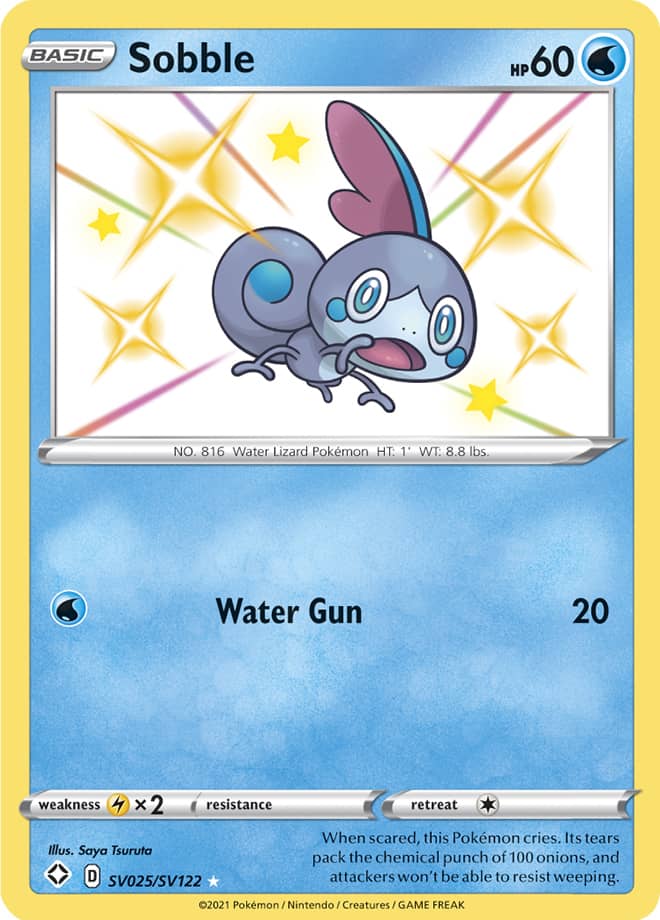 BASIC Sobble HP60
NO. 816 Water Lizard Pokémon HT: 1' WT: 8.8 lbs.
Water Gun 20
weakness ×2 resistance retreat
Illus. Saya Tsuruta
When scared, this Pokémon cries. Its tears
pack the chemical punch of 100 onions, and
attackers won't be able to resist weeping.
D SV025/SV122
©2021 Pokémon / Nintendo / Creatures / GAME FREAK